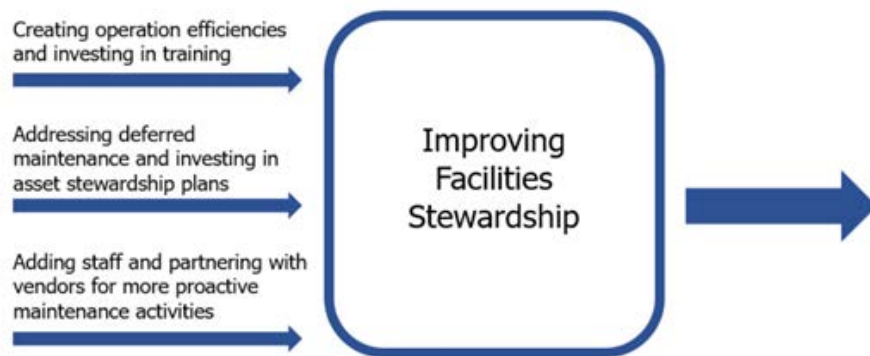 Creating operation efficiencies
and investing in training
Addressing deferred
maintenance and investing in
asset stewardship plans
Adding staff and partnering with
vendors for more proactive
maintenance activities
Improving
Facilities
Stewardship